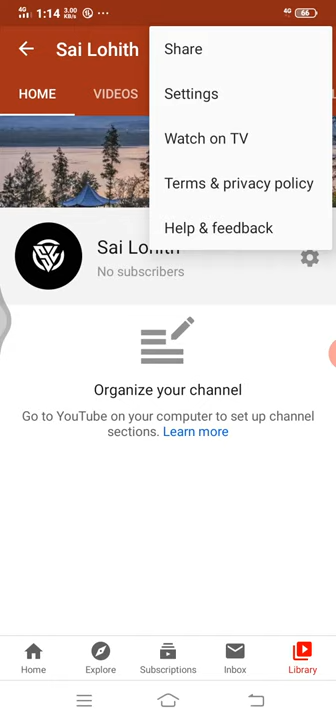 4G 1:14 3.00 KB/s 4G 66
Sai Lohith
Share
HOME VIDEOS
Settings
Watch on TV
Terms & privacy policy
Help & feedback
Sai Lohith
No subscribers
Organize your channel
Go to YouTube on your computer to set up channel
sections. Learn more
Home Explore Subscriptions Inbox Library